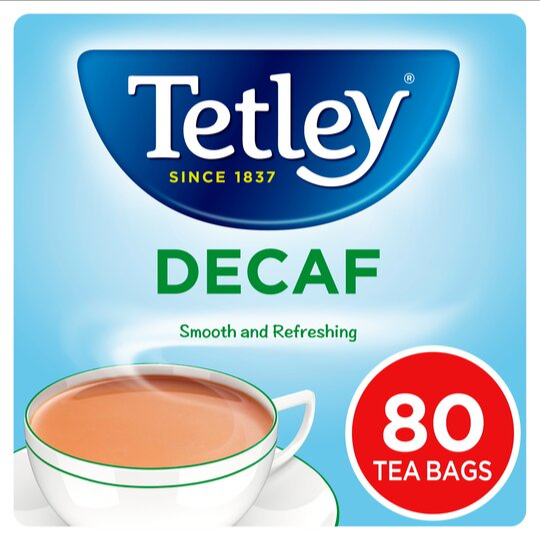 Tetley®
SINCE 1837
DECAF
Smooth and Refreshing
80
TEA BAGS